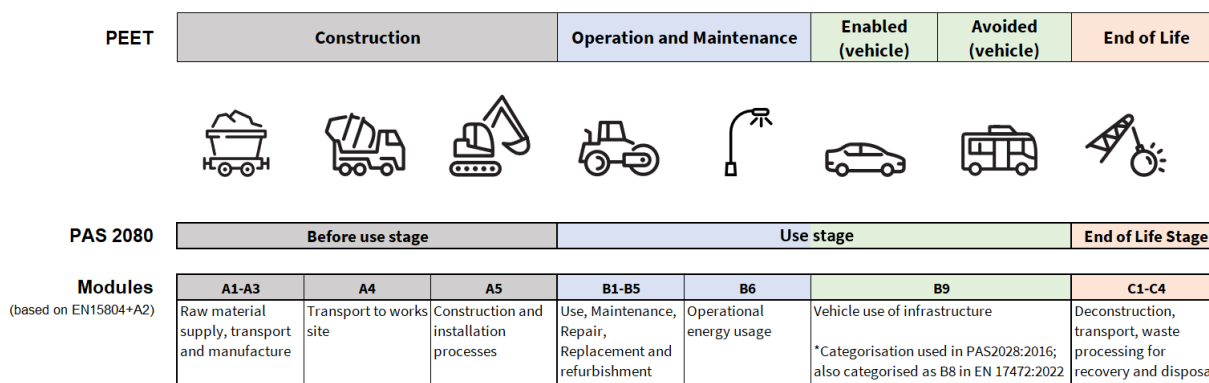 PEET
Construction
Operation and Maintenance
Enabled
(vehicle)
Avoided
(vehicle)
End of Life
PAS 2080
Before use stage
Use stage
End of Life Stage
Modules
(based on EN15804+A2)
A1-A3
A4
A5
B1-B5
B6
B9
C1-C4
Raw material
supply, transport
and manufacture
Transport to works
site
Construction and
installation
processes
Use, Maintenance,
Repair,
Replacement and
refurbishment
Operational
energy usage
Vehicle use of infrastructure
*Categorisation used in PAS2028:2016;
also categorised as B8 in EN 17472:2022
Deconstruction,
transport, waste
processing for
recovery and disposa